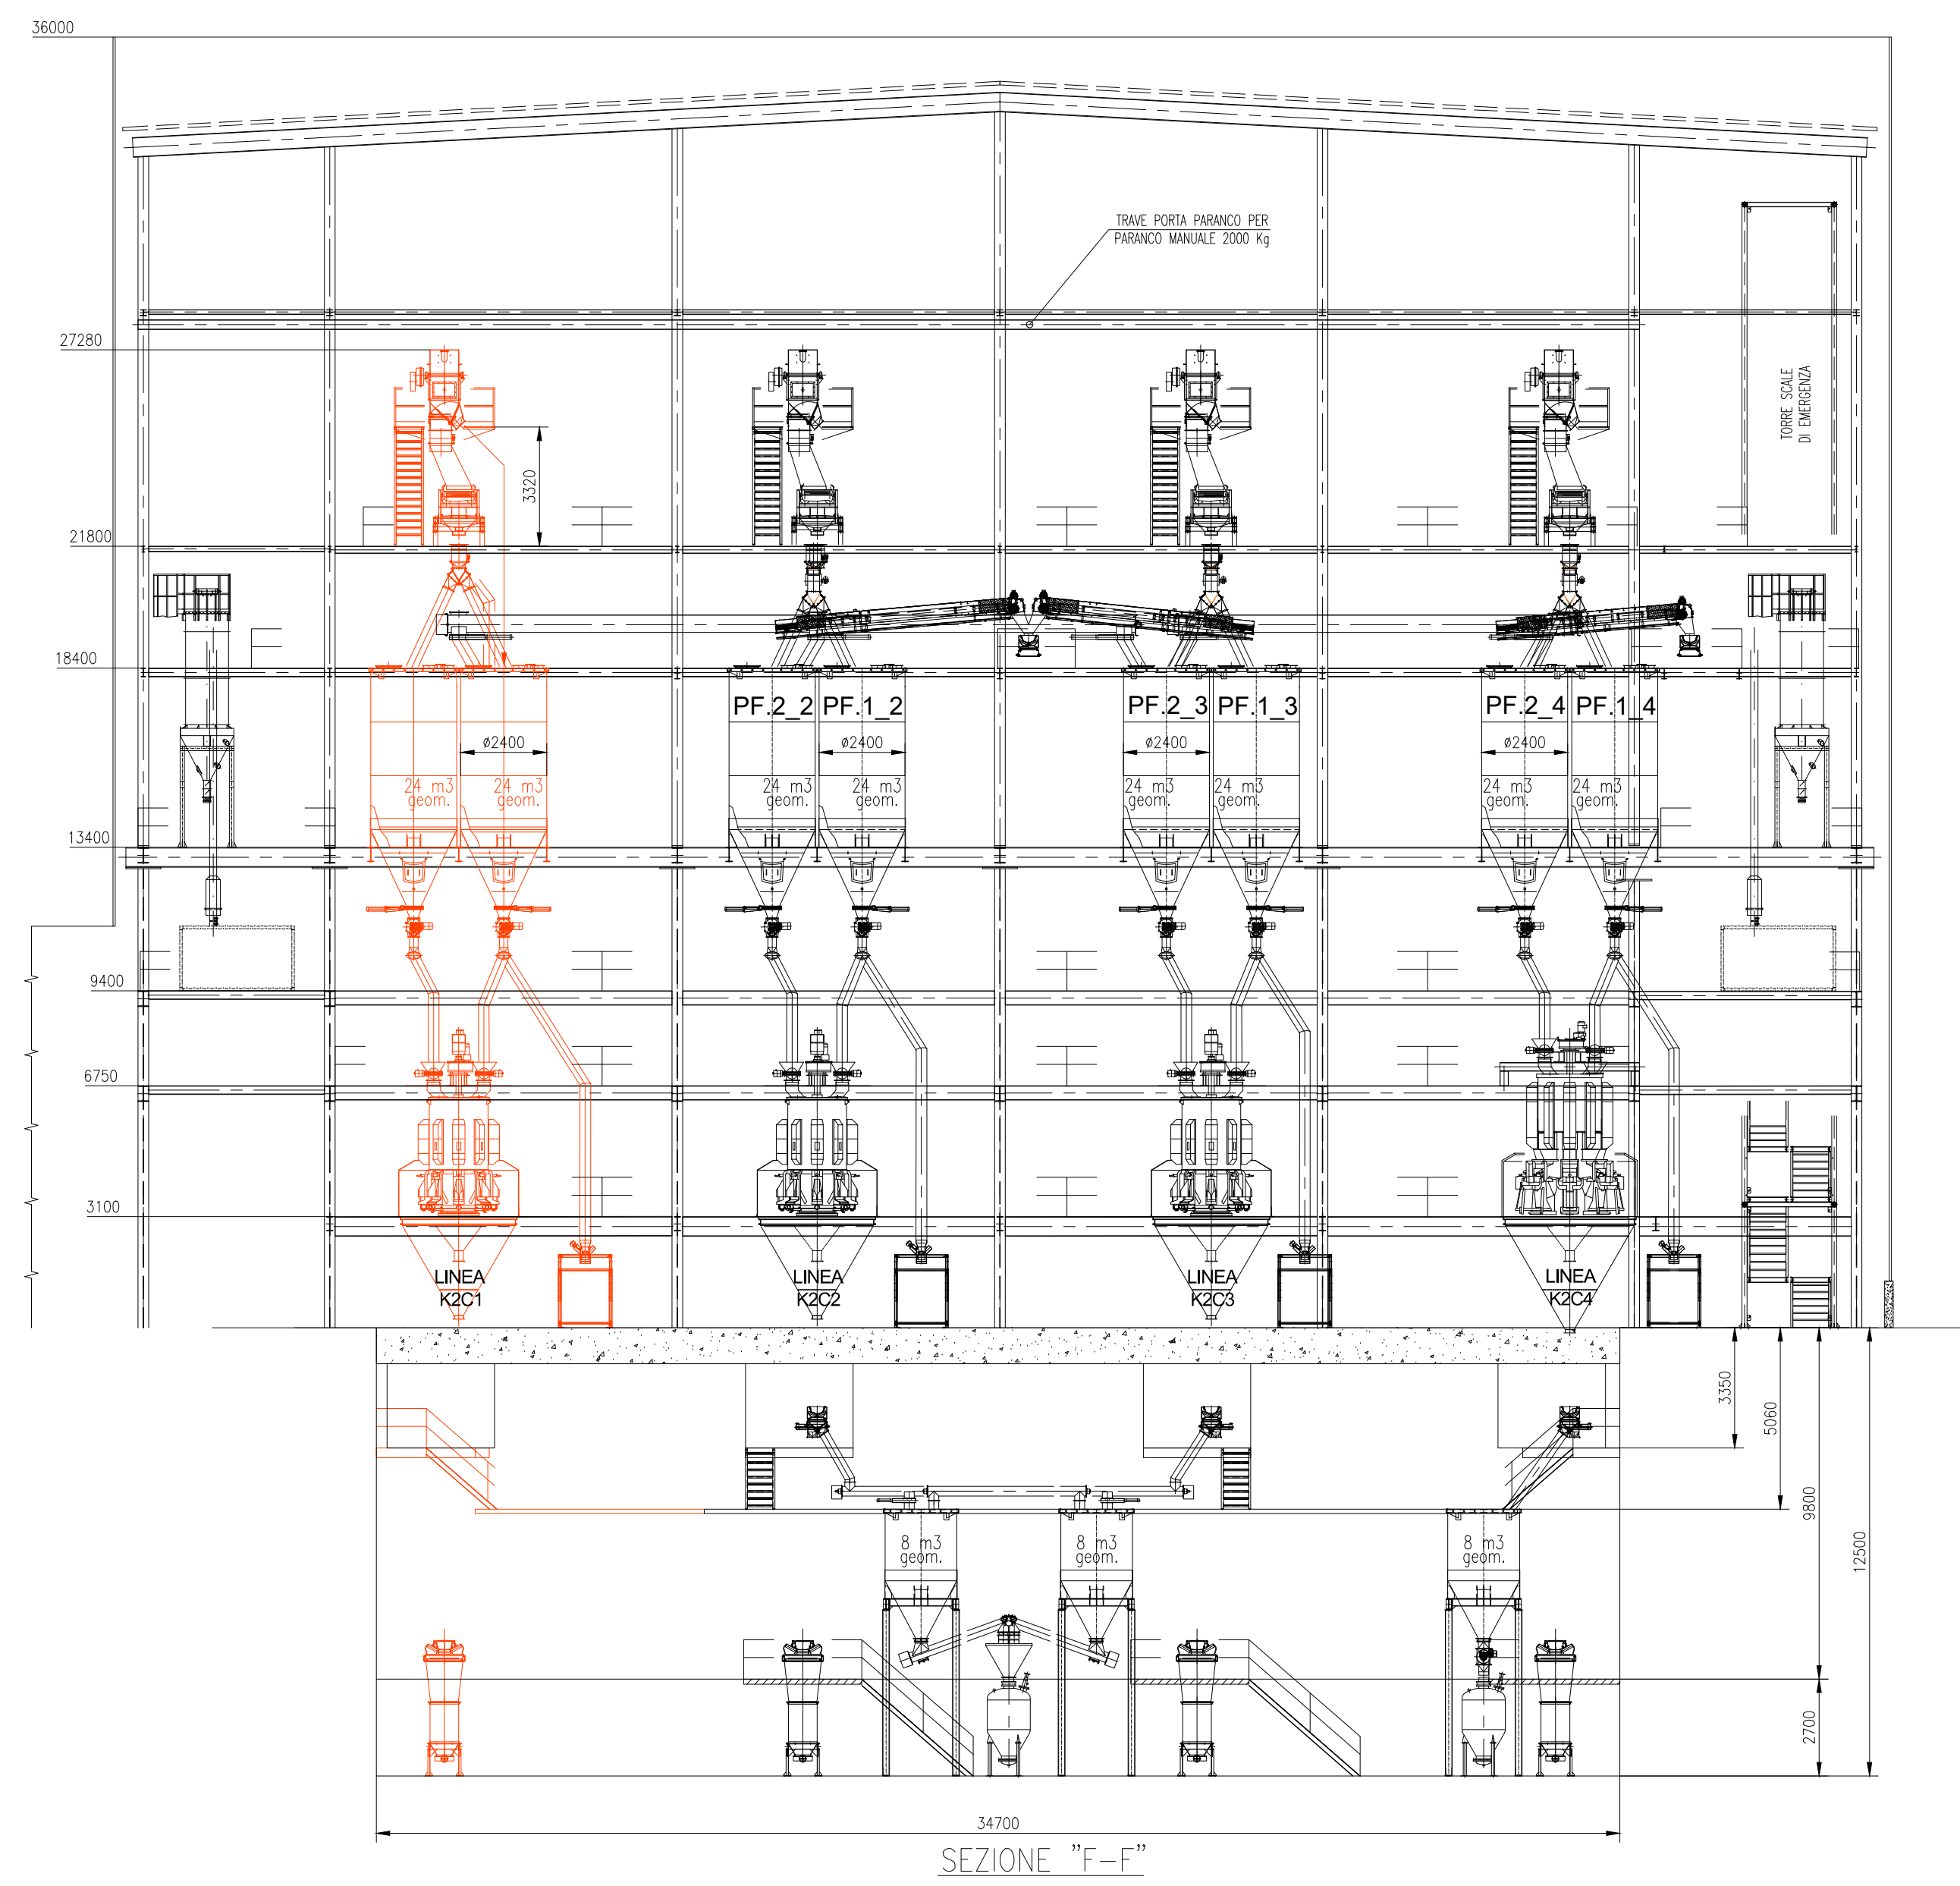 36000
TRAVE PORTA PARANCO PER
PARANCO MANUALE 2000 Kg
27280
TORRE SCALE
DI EMERGENZA
3320
21800
18400
PF.2_2 PF.1_2 PF.2_3 PF.1_3 PF.2_4 PF.1_4
ø2400 ø2400 ø2400 ø2400
24 m3 24 m3 24 m3 24 m3 24 m3 24 m3 24 m3 24 m3
geom. geom. geom. geom. geom. geom. geom. geom.
13400
9400
6750
3100
LINEA LINEA LINEA LINEA
K2C1 K2C2 K2C3 K2C4
3350
5060
9800
12500
8 m3 8 m3 8 m3
geom. geom. geom.
2700
34700
SEZIONE "F-F"